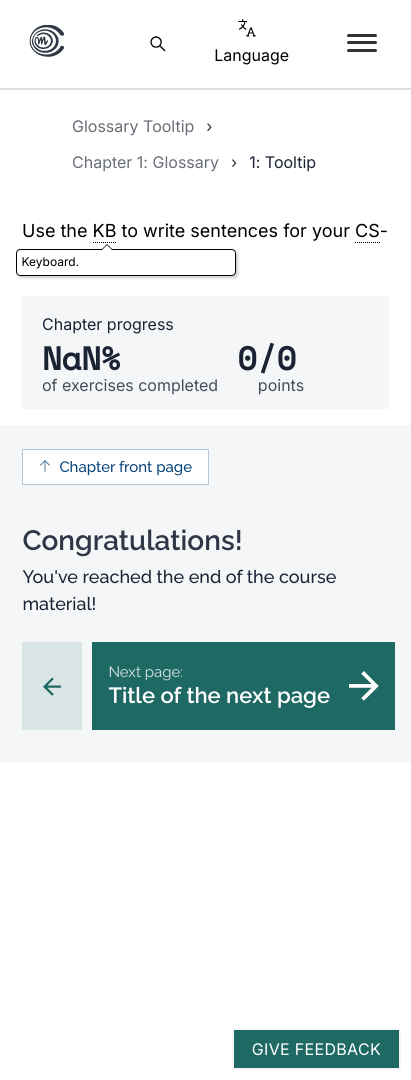 Language
Glossary Tooltip ›
Chapter 1: Glossary › 1: Tooltip
Use the KB to write sentences for your CS-
Keyboard.
Chapter progress
NaN% 0/0
of exercises completed points
↑ Chapter front page
Congratulations!
You've reached the end of the course
material!
Next page:
Title of the next page
GIVE FEEDBACK